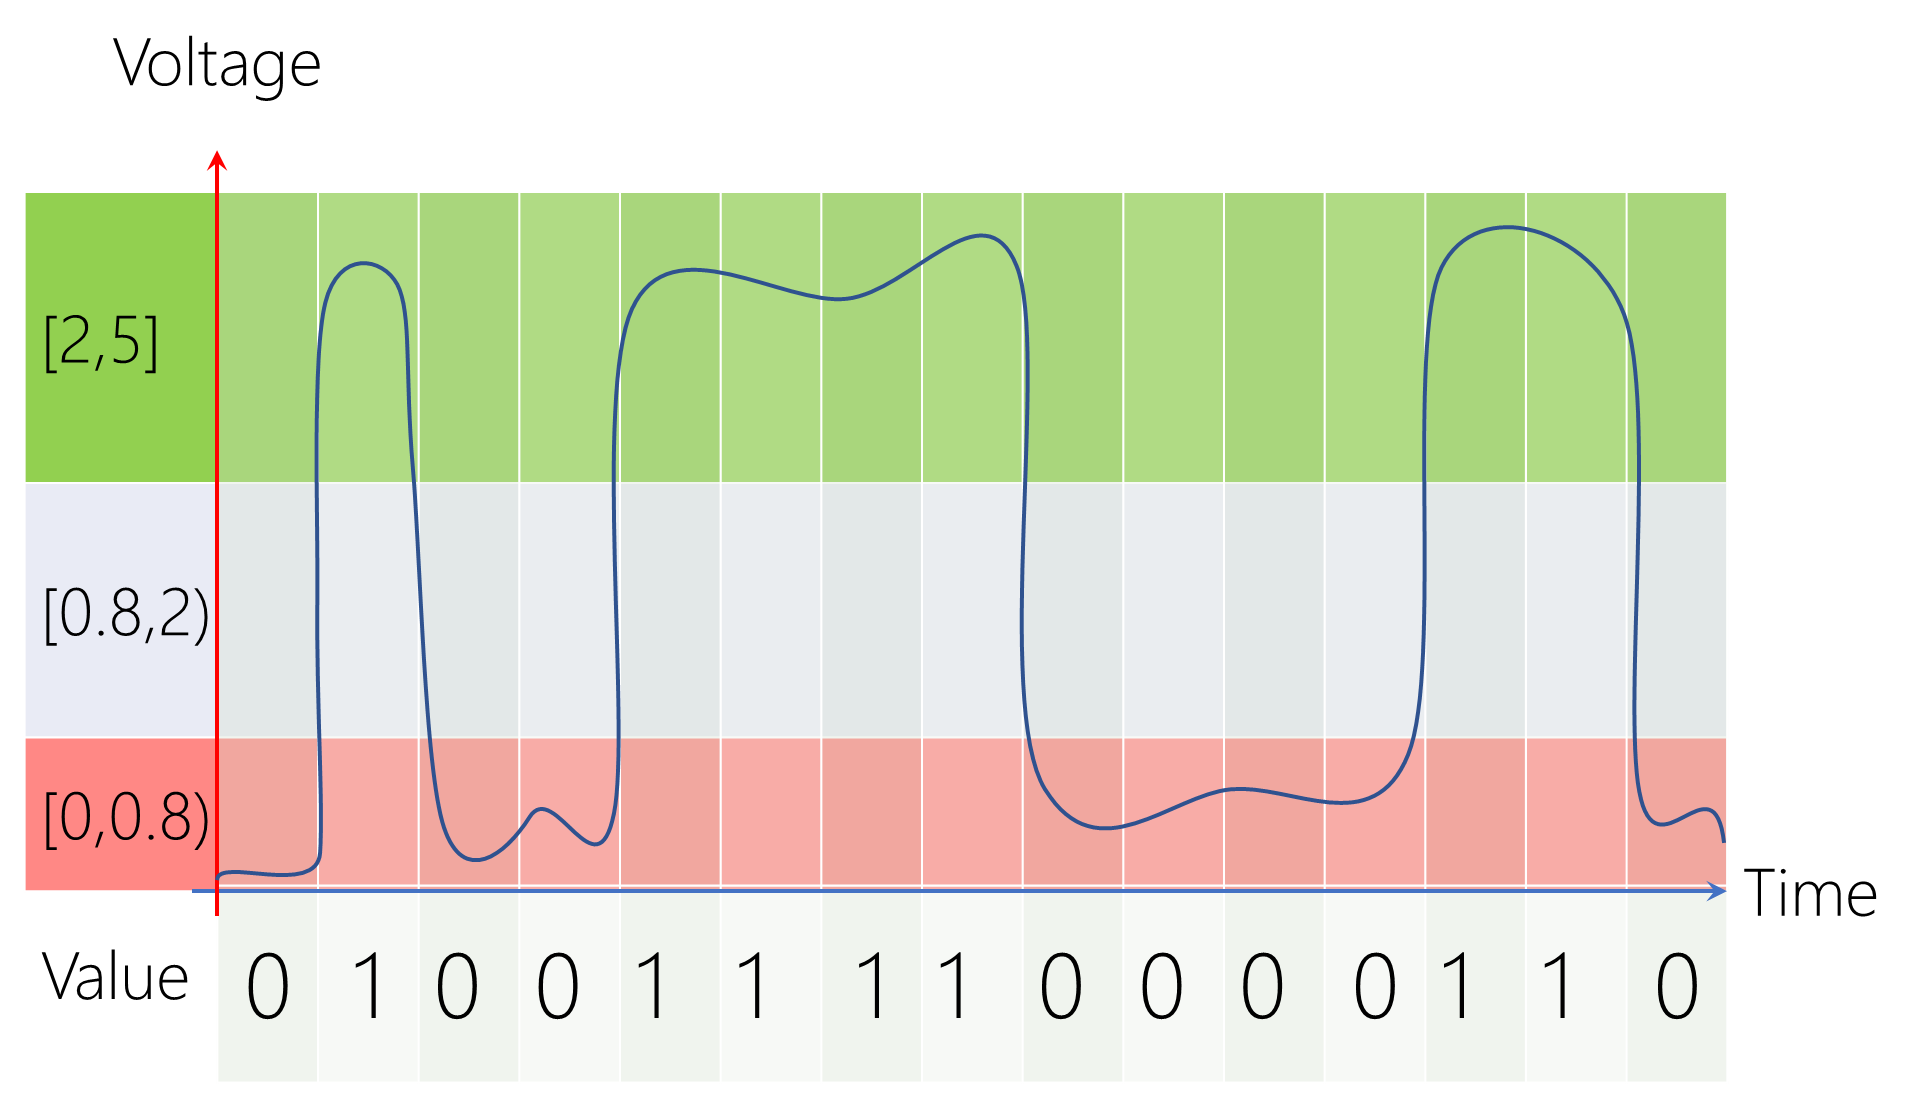 Voltage
[2,5]
[0.8,2)
[0,0.8)
Time
Value 0 1 0 0 1 1 1 1 0 0 0 0 1 1 0